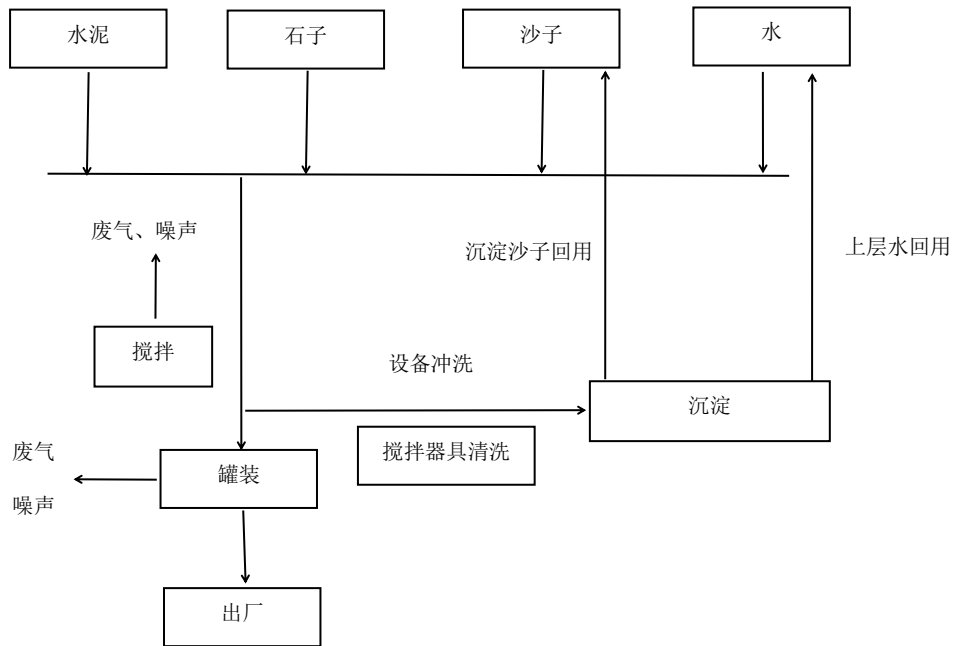 水泥
石子
沙子
水
废气、噪声
沉淀沙子回用
上层水回用
搅拌
设备冲洗
沉淀
搅拌器具清洗
废气
噪声
罐装
出厂